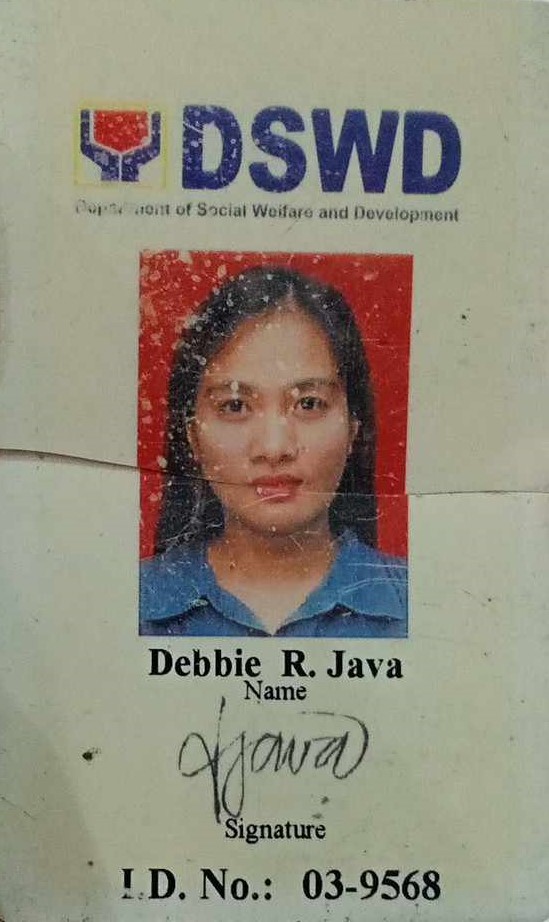 DSWD
Department of Social Welfare and Development
Debbie R. Java
Name
Djava
Signature
I.D. No.: 03-9568